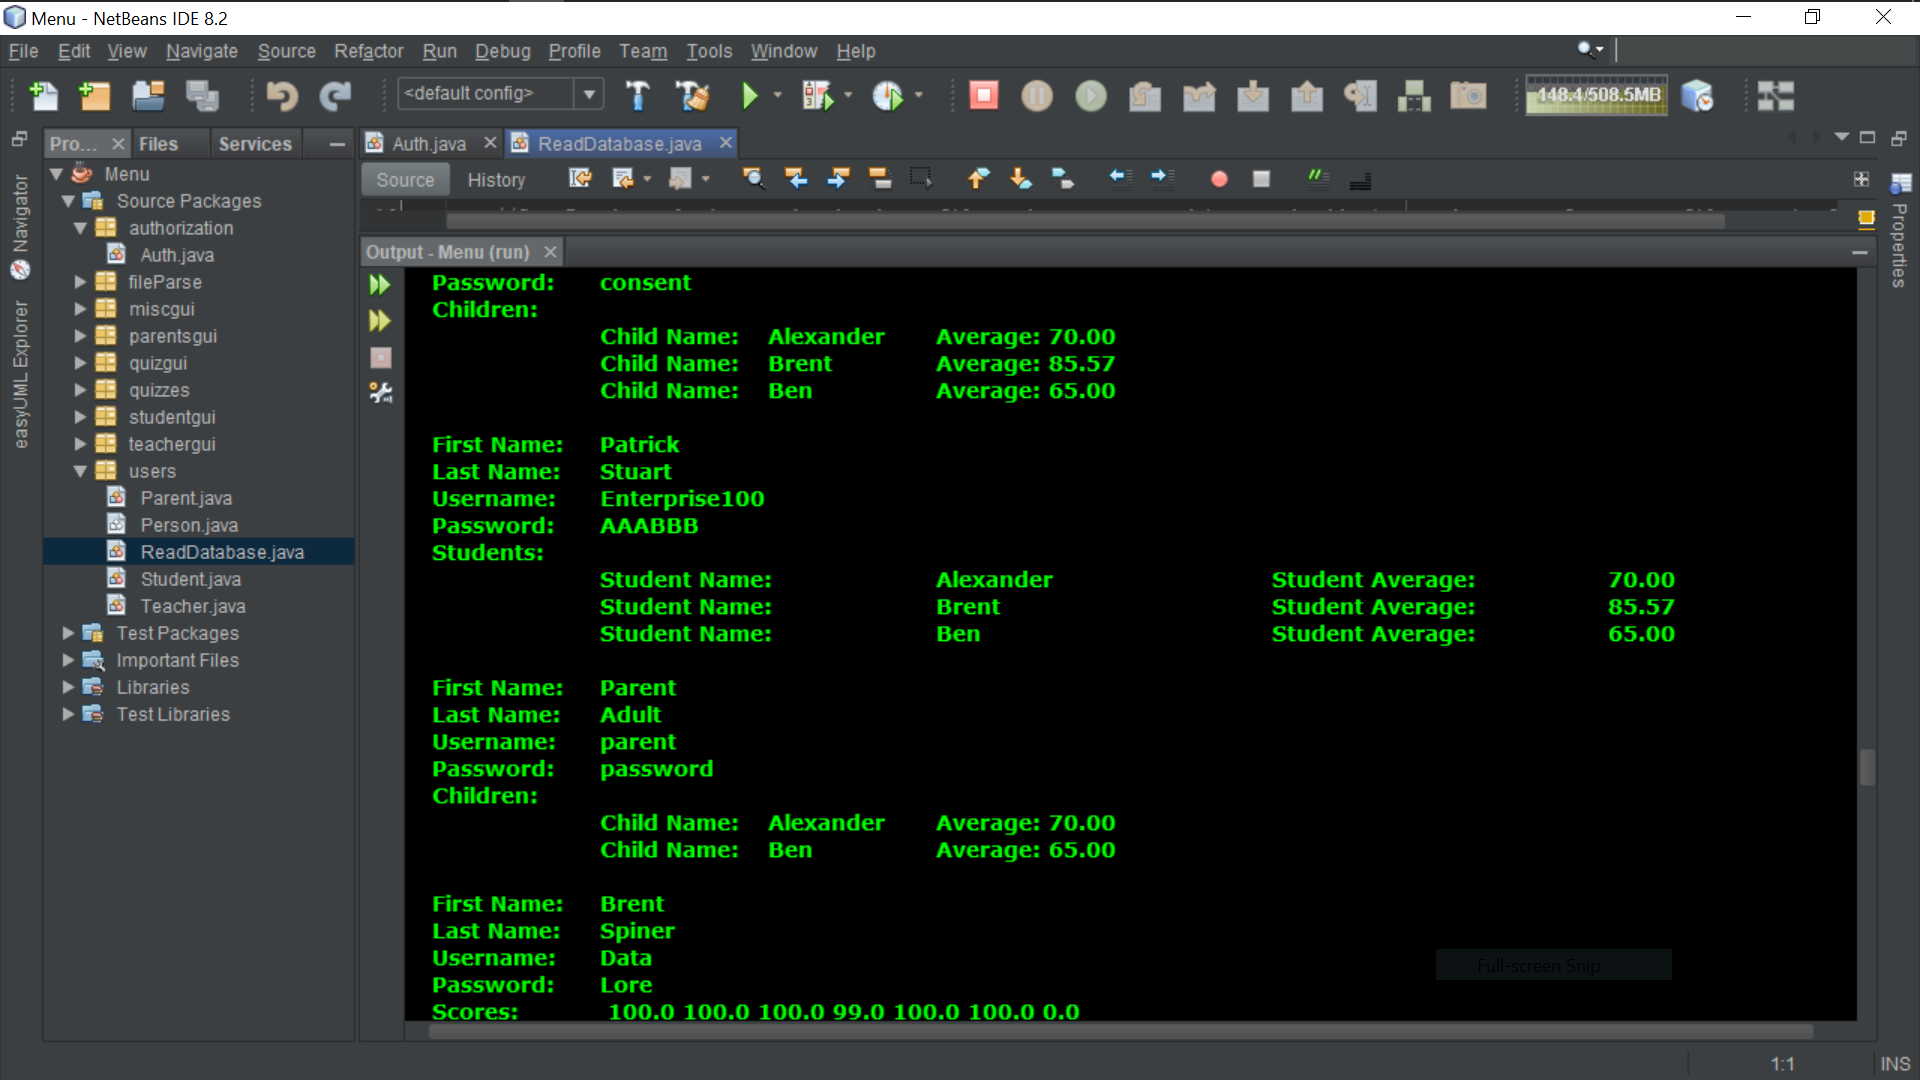 Menu - NetBeans IDE 8.2
File Edit View Navigate Source Refactor Run Debug Profile Team Tools Window Help
<default config>
148.4/508.5MB
Pro... Files Services
Auth.java ReadDatabase.java
Source History
Navigator
easyUML Explorer
Properties
Menu
Source Packages
authorization
Auth.java
fileParse
miscgui
parentsgui
quizgui
quizzes
studentgui
teachergui
users
Parent.java
Person.java
ReadDatabase.java
Student.java
Teacher.java
Test Packages
Important Files
Libraries
Test Libraries
Output - Menu (run)
Password: consent
Children:
Child Name: Alexander Average: 70.00
Child Name: Brent Average: 85.57
Child Name: Ben Average: 65.00
First Name: Patrick
Last Name: Stuart
Username: Enterprise100
Password: AAABBB
Students:
Student Name: Alexander Student Average: 70.00
Student Name: Brent Student Average: 85.57
Student Name: Ben Student Average: 65.00
First Name: Parent
Last Name: Adult
Username: parent
Password: password
Children:
Child Name: Alexander Average: 70.00
Child Name: Ben Average: 65.00
First Name: Brent
Last Name: Spiner
Username: Data
Password: Lore
Scores: 100.0 100.0 100.0 99.0 100.0 100.0 0.0
Full-screen Snip
1:1 INS